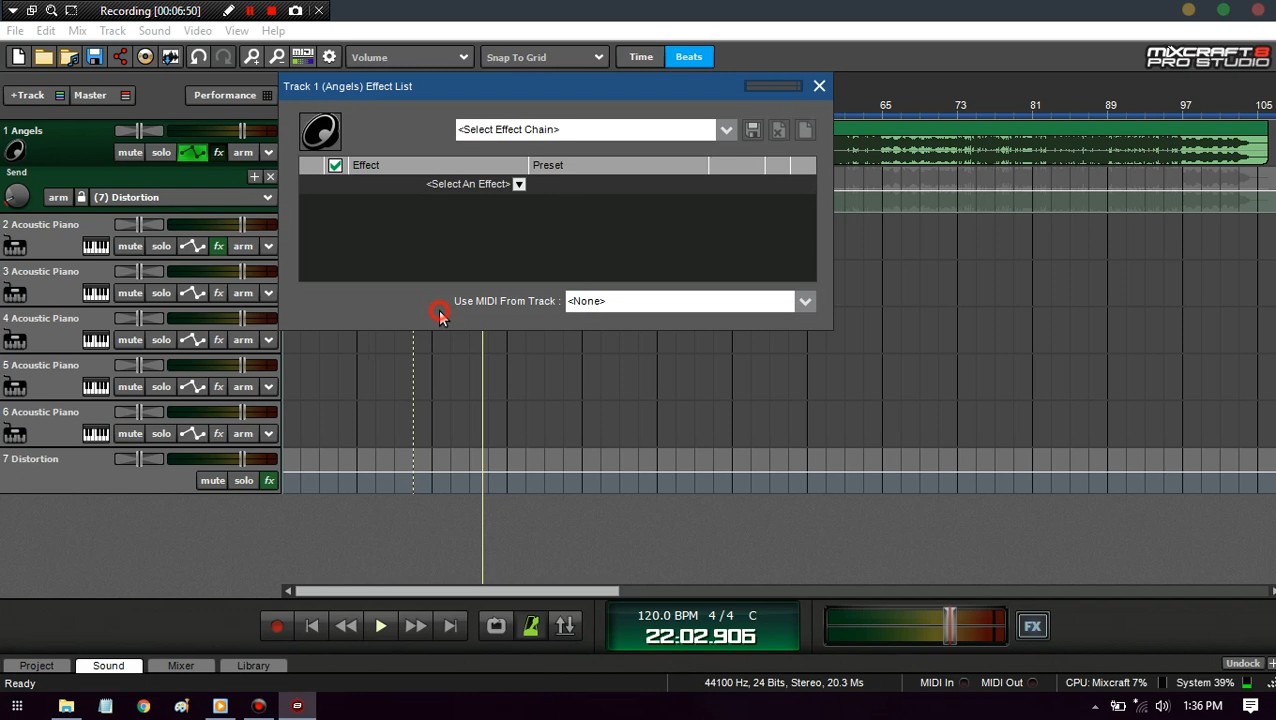 Recording [00:06:50]
File Edit Mix Track Sound Video View Help
Volume Snap To Grid Time Beats MIXCRAFT 8
PRO STUDIO
+Track Master Performance
Track 1 (Angels) Effect List
65 73 81 89 97 105
<Select Effect Chain>
1 Angels
mute solo fx arm
Effect Preset
Send
<Select An Effect>
arm (7) Distortion
2 Acoustic Piano
mute solo fx arm
3 Acoustic Piano
mute solo fx arm
Use MIDI From Track : <None>
4 Acoustic Piano
mute solo fx arm
5 Acoustic Piano
mute solo fx arm
6 Acoustic Piano
mute solo fx arm
7 Distortion
mute solo fx
120.0 BPM 4 / 4 C
22:02.906
FX
Project Sound Mixer Library Undock
Ready 44100 Hz, 24 Bits, Stereo, 20.3 Ms MIDI In MIDI Out CPU: Mixcraft 7% System 39%
1:36 PM